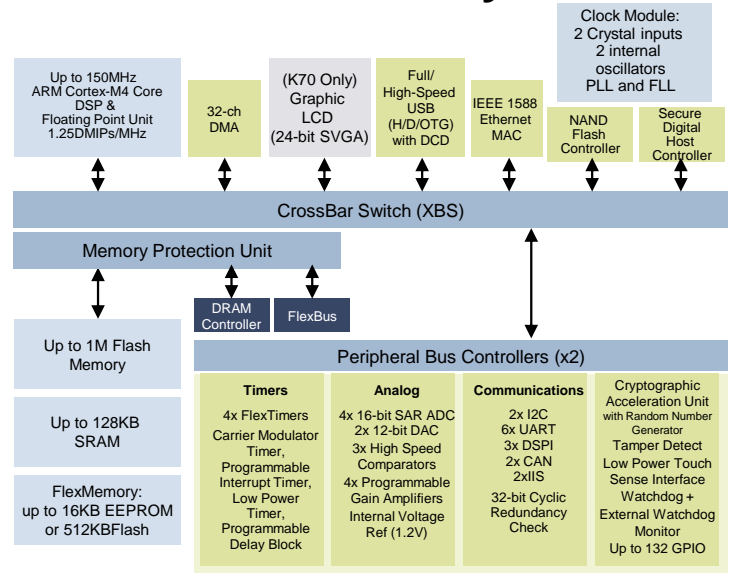 Clock Module:
2 Crystal inputs
2 internal
oscillators
PLL and FLL
Up to 150MHz
ARM Cortex-M4 Core
DSP &
Floating Point Unit
1.25DMIPs/MHz
32-ch
DMA
(K70 Only)
Graphic
LCD
(24-bit SVGA)
Full/
High-Speed
USB
(H/D/OTG)
with DCD
IEEE 1588
Ethernet
MAC
NAND
Flash
Controller
Secure
Digital
Host
Controller
CrossBar Switch (XBS)
Memory Protection Unit
DRAM
Controller
FlexBus
Up to 1M Flash
Memory
Up to 128KB
SRAM
FlexMemory:
up to 16KB EEPROM
or 512KBFlash
Peripheral Bus Controllers (x2)
Timers
4x FlexTimers
Carrier Modulator
Timer,
Programmable
Interrupt Timer,
Low Power
Timer,
Programmable
Delay Block
Analog
4x 16-bit SAR ADC
2x 12-bit DAC
3x High Speed
Comparators
4x Programmable
Gain Amplifiers
Internal Voltage
Ref (1.2V)
Communications
2x I2C
6x UART
3x DSPI
2x CAN
2xIIS
32-bit Cyclic
Redundancy
Check
Cryptographic
Acceleration Unit
with Random Number
Generator
Tamper Detect
Low Power Touch
Sense Interface
Watchdog +
External Watchdog
Monitor
Up to 132 GPIO